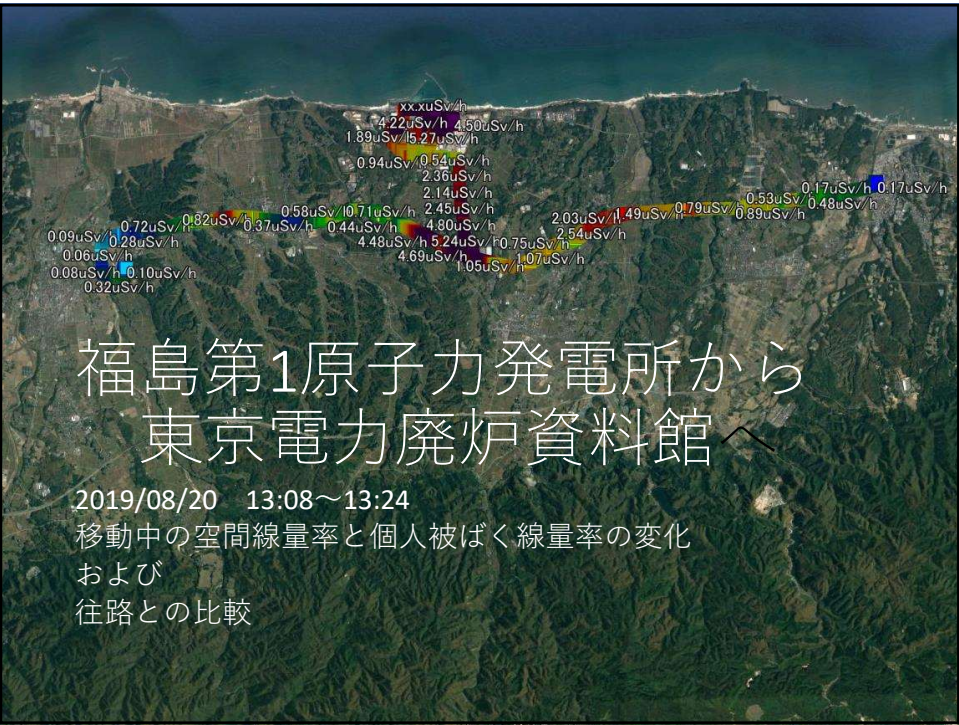 xx.xuSv/h
4.22uSv/h 4.50uSv/h
1.89uSv/h 5.27uSv/h
0.94uSv/ 0.54uSv/h
2.36uSv/h
2.14uSv/h
0.17uSv/h 0.17uSv/h
0.53uSv/h 0.48uSv/h
0.58uSv/ 0.71uSv/h 2.45uSv/h
2.03uSv/ 1.49uSv/h 0.79uSv/h 0.89uSv/h
0.72uSv/h 0.82uSv/h 0.37uSv/h 0.44uSv/h 4.80uSv/h
2.54uSv/h
0.09uSv/h 0.28uSv/h 4.48uSv/h 5.24uSv/h 0.75uSv/h
0.06uSv/h 4.69uSv/h 1.05uSv/h 1.07uSv/h
0.08uSv/h 0.10uSv/h
0.32uSv/h
福島第1原子力発電所から
東京電力廃炉資料館へ
2019/08/20　13:08～13:24
移動中の空間線量率と個人被ばく線量率の変化
および
往路との比較